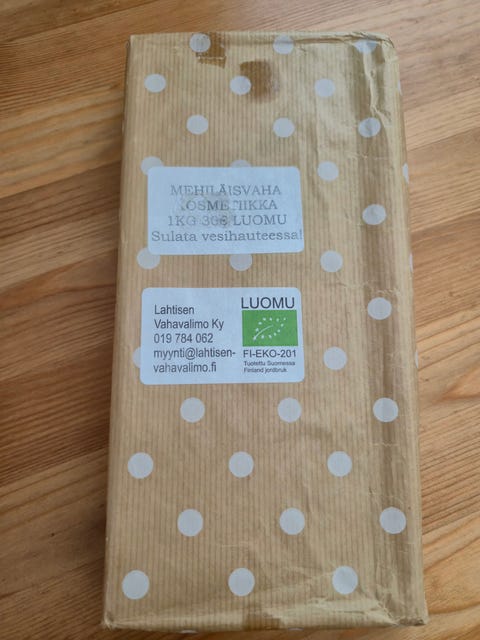 MEHILÄISVAHA
KOSMETIIKKA
1KG 36€ LUOMU
Sulata vesihauteessa!
Lahtisen
Vahavalimo Ky
019 784 062
myynti@lahtisen-
vahavalimo.fi
LUOMU
FI-EKO-201
Tuotettu Suomessa
Finland jordbruk